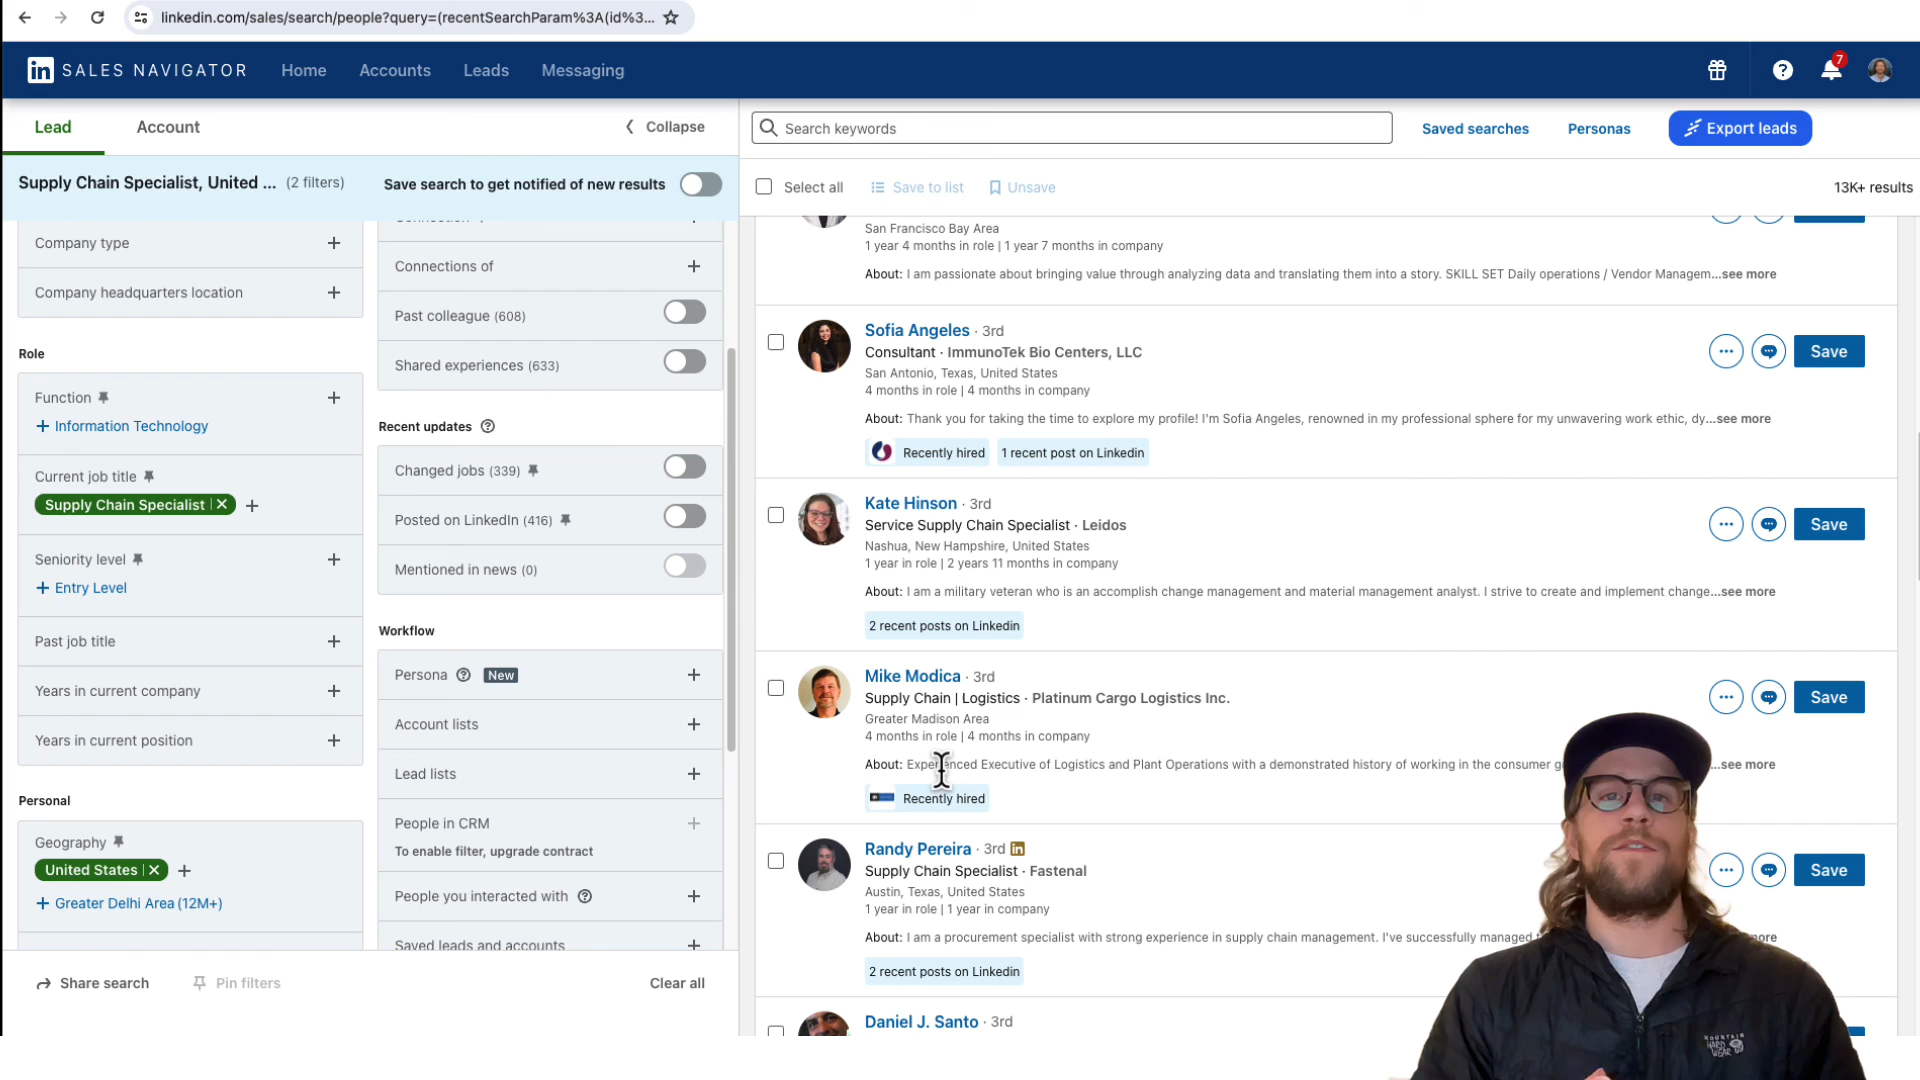 linkedin.com/sales/search/people?query=(recentSearchParam%3A(id%3...
in SALES NAVIGATOR
Home
Accounts
Leads
Messaging
7
Lead
Account
Collapse
Search keywords
Saved searches
Personas
Export leads
Supply Chain Specialist, United ... (2 filters)
Save search to get notified of new results
Select all
Save to list
Unsave
13K+ results
Company type
Company headquarters location
Role
Function
+ Information Technology
Current job title
Supply Chain Specialist
Seniority level
+ Entry Level
Past job title
Years in current company
Years in current position
Personal
Geography
United States
+ Greater Delhi Area (12M+)
Share search
Pin filters
Clear all
Connections of
Past colleague (608)
Shared experiences (633)
Recent updates
Changed jobs (339)
Posted on LinkedIn (416)
Mentioned in news (0)
Workflow
Persona New
Account lists
Lead lists
People in CRM
To enable filter, upgrade contract
People you interacted with
Saved leads and accounts
San Francisco Bay Area
1 year 4 months in role | 1 year 7 months in company
About: I am passionate about bringing value through analyzing data and translating them into a story. SKILL SET Daily operations / Vendor Managem...see more
Sofia Angeles · 3rd
Consultant · ImmunoTek Bio Centers, LLC
San Antonio, Texas, United States
4 months in role | 4 months in company
About: Thank you for taking the time to explore my profile! I'm Sofia Angeles, renowned in my professional sphere for my unwavering work ethic, dy...see more
Recently hired
1 recent post on Linkedin
Save
Kate Hinson · 3rd
Service Supply Chain Specialist · Leidos
Nashua, New Hampshire, United States
1 year in role | 2 years 11 months in company
About: I am a military veteran who is an accomplish change management and material management analyst. I strive to create and implement change...see more
2 recent posts on Linkedin
Save
Mike Modica · 3rd
Supply Chain | Logistics · Platinum Cargo Logistics Inc.
Greater Madison Area
4 months in role | 4 months in company
About: Experienced Executive of Logistics and Plant Operations with a demonstrated history of working in the consumer ...see more
Recently hired
Save
Randy Pereira · 3rd in
Supply Chain Specialist · Fastenal
Austin, Texas, United States
1 year in role | 1 year in company
About: I am a procurement specialist with strong experience in supply chain management. I've successfully managed
2 recent posts on Linkedin
Save
Daniel J. Santo · 3rd
MOUNTAIN
HARD
WEAR